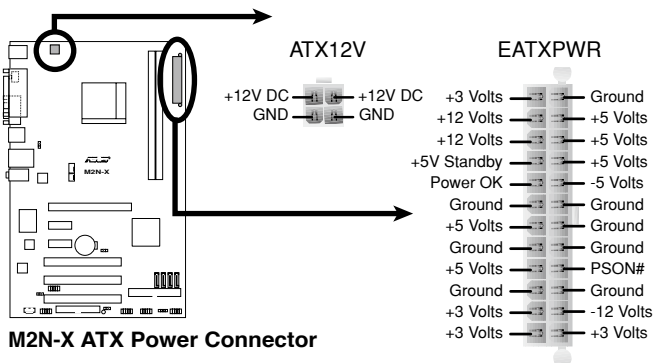 ATX12V
+12V DC +12V DC
GND GND
EATXPWR
+3 Volts Ground
+12 Volts +5 Volts
+12 Volts +5 Volts
+5V Standby +5 Volts
Power OK -5 Volts
Ground Ground
+5 Volts Ground
Ground Ground
+5 Volts PSON#
Ground Ground
+3 Volts -12 Volts
+3 Volts +3 Volts
ASUS
M2N-X
M2N-X ATX Power Connector